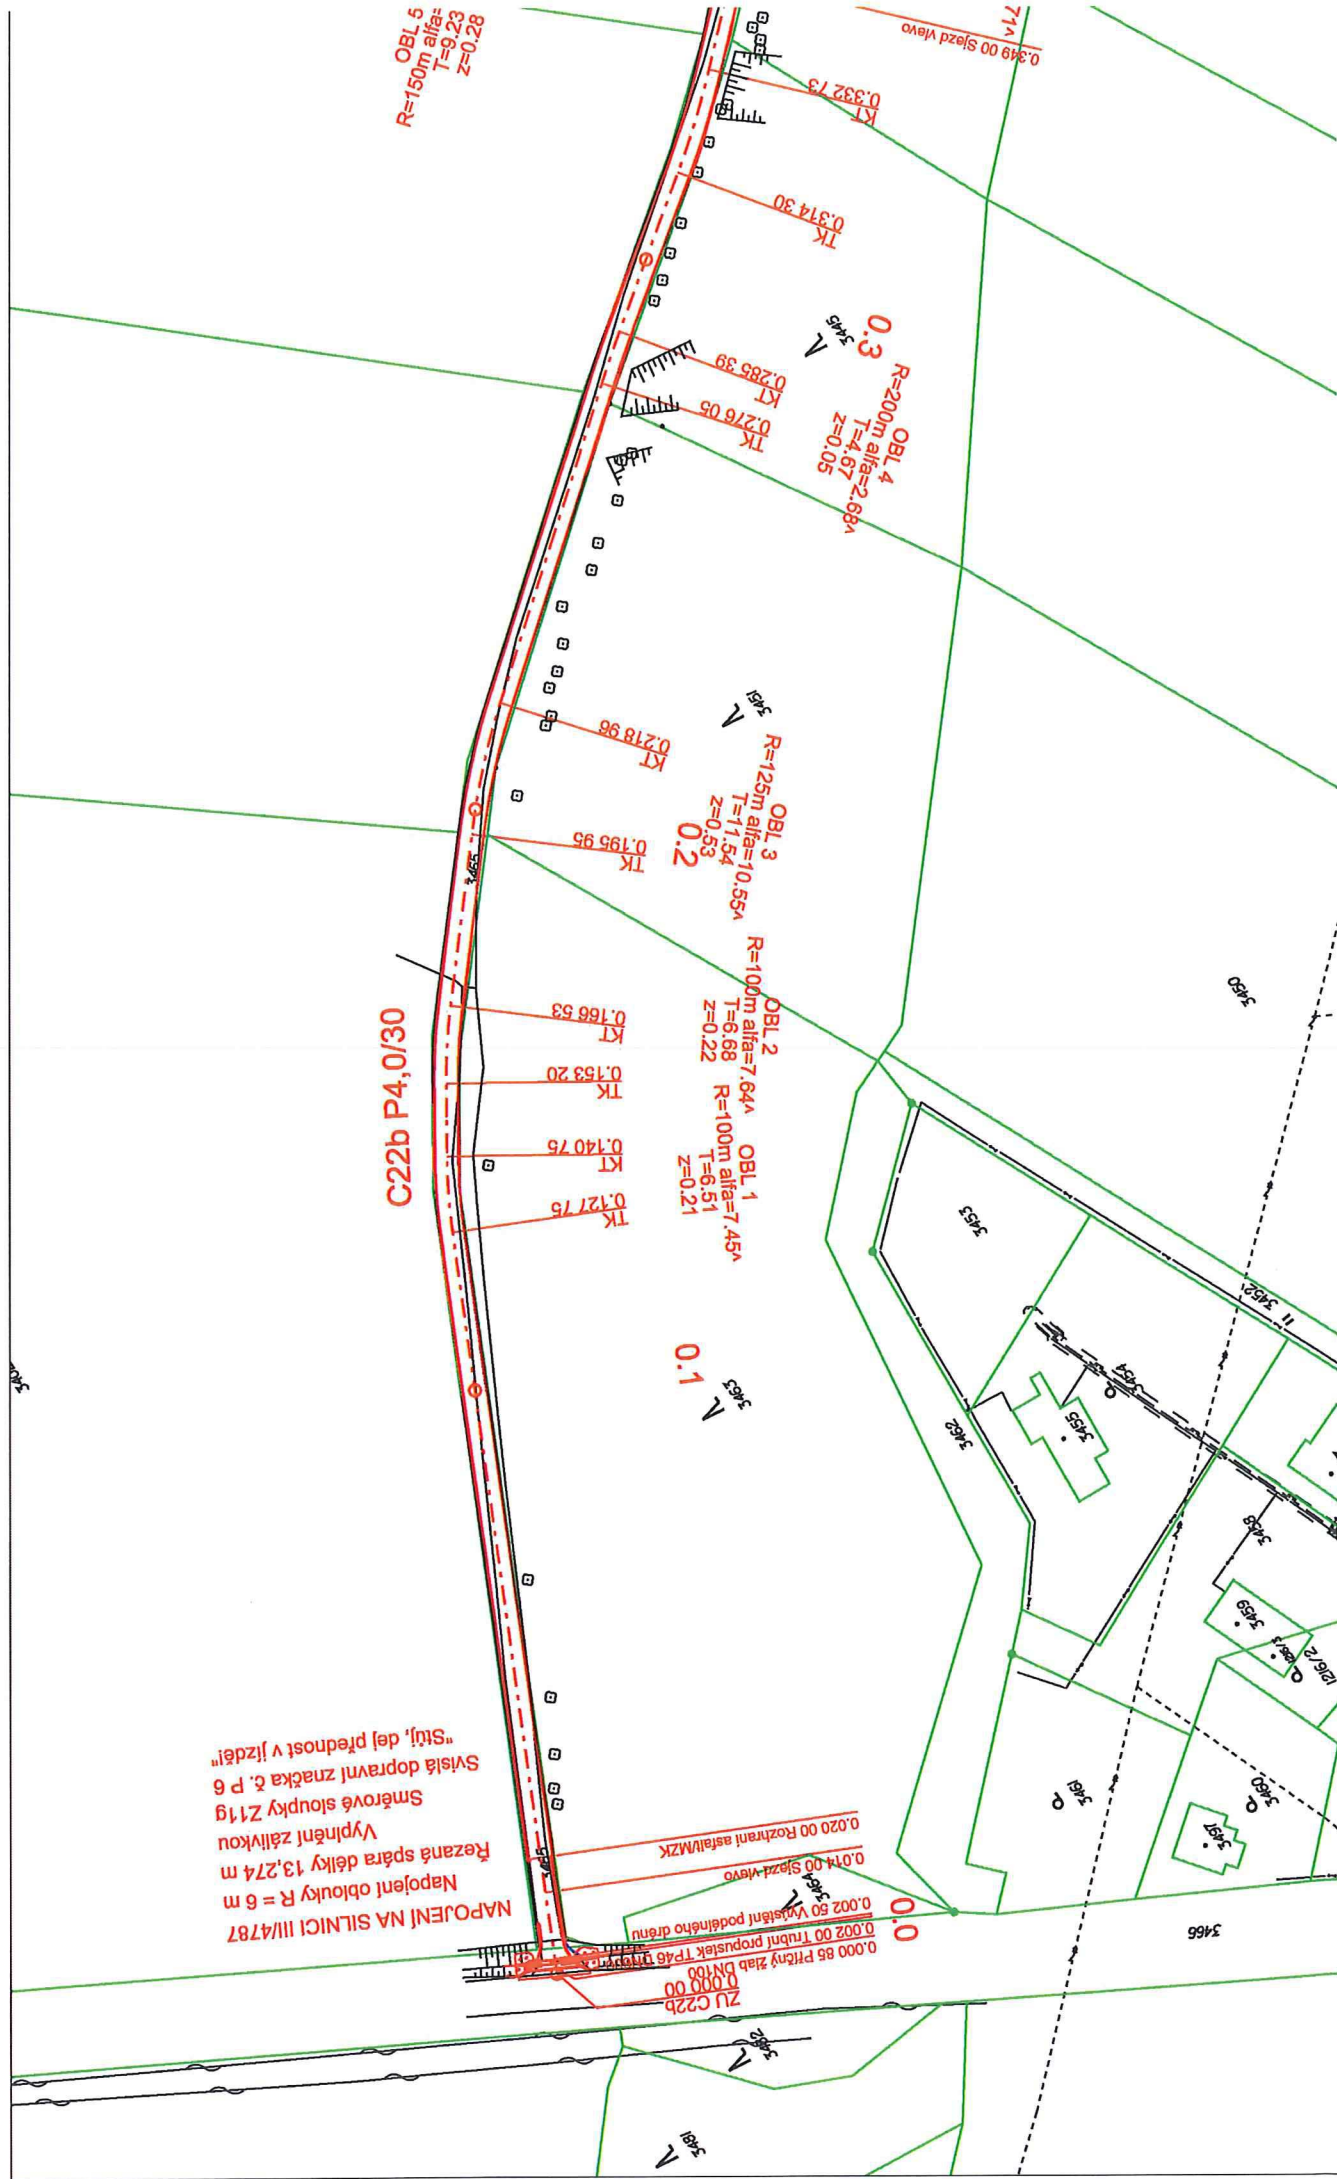 OBL 5
R=150m alfa=
T=9.23
z=0.28
71^
0.349 00 Sjezd vlevo
KT
0.332 73
TK
0.314 30
0.3
3445
OBL 4
R=200m alfa=2.68^
T=4.67
z=0.05
KT
0.285 39
TK
0.276 05
3451
KT
0.218 96
OBL 3
R=125m alfa=10.55^
T=11.54
z=0.53
0.2
TK
0.195 95
3465
C22b P4,0/30
KT
0.166 53
TK
0.153 20
KT
0.140 75
TK
0.127 75
OBL 2
R=100m alfa=7.64^
T=6.68
z=0.22
OBL 1
R=100m alfa=7.45^
T=6.51
z=0.21
3450
3453
3452
0.1
3463
3462
3455
3454
3458
3459
1216/3
1216/2
3461
3460
3497
3466
NAPOJENÍ NA SILNICI III/4787
Napojení oblouky R = 6 m
Řezaná spára délky 13,274 m
Vyplnění zálivkou
Směrové sloupky Z11g
Svislá dopravní značka č. P 6
"Stůj, dej přednost v jízdě!"
3465
0.020 00 Rozhraní asfalt/MZK
0.014 00 Sjezd vlevo
3464
0.002 50 Vyústění podélného drénu
0.002 00 Trubní propustek TP46
0.000 85 Příčný žlab DN100
0.0
ZU C22b
0.000 00
3482
3481